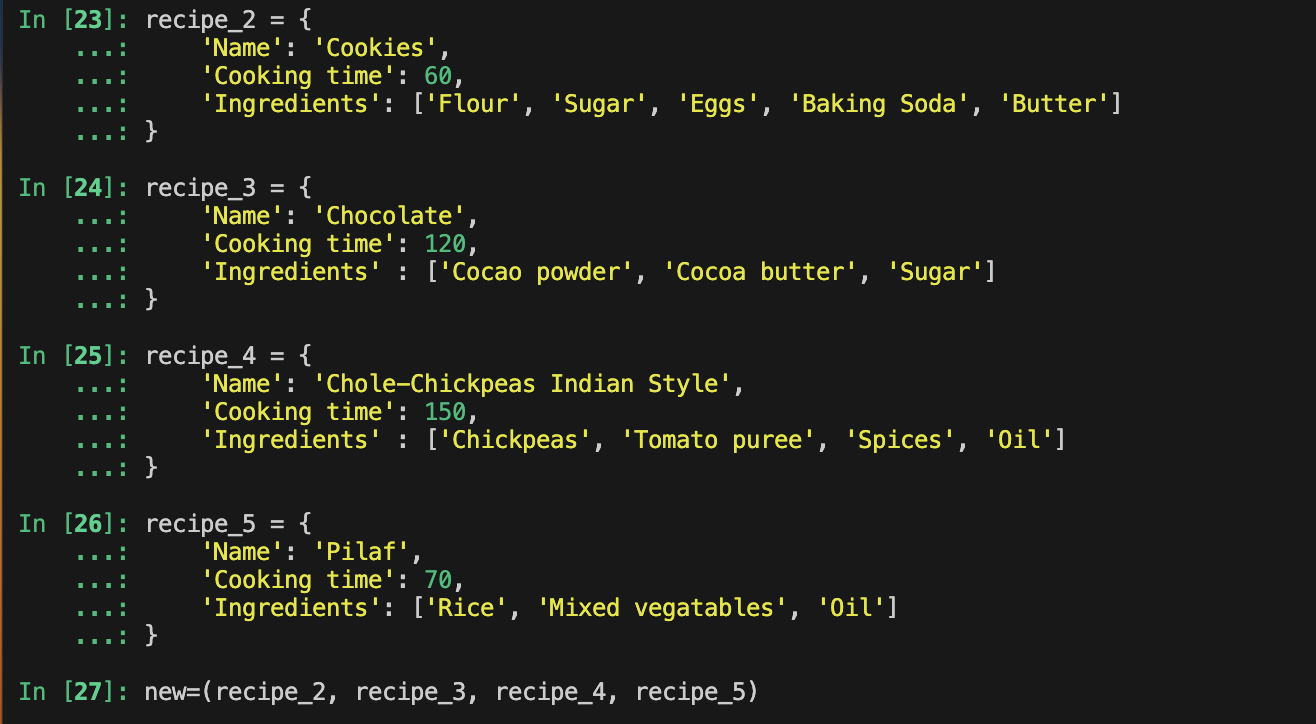 In [23]: recipe_2 = {
    ...:     'Name': 'Cookies',
    ...:     'Cooking time': 60,
    ...:     'Ingredients': ['Flour', 'Sugar', 'Eggs', 'Baking Soda', 'Butter']
    ...: }
In [24]: recipe_3 = {
    ...:     'Name': 'Chocolate',
    ...:     'Cooking time': 120,
    ...:     'Ingredients' : ['Cocao powder', 'Cocoa butter', 'Sugar']
    ...: }
In [25]: recipe_4 = {
    ...:     'Name': 'Chole-Chickpeas Indian Style',
    ...:     'Cooking time': 150,
    ...:     'Ingredients' : ['Chickpeas', 'Tomato puree', 'Spices', 'Oil']
    ...: }
In [26]: recipe_5 = {
    ...:     'Name': 'Pilaf',
    ...:     'Cooking time': 70,
    ...:     'Ingredients': ['Rice', 'Mixed vegatables', 'Oil']
    ...: }
In [27]: new=(recipe_2, recipe_3, recipe_4, recipe_5)